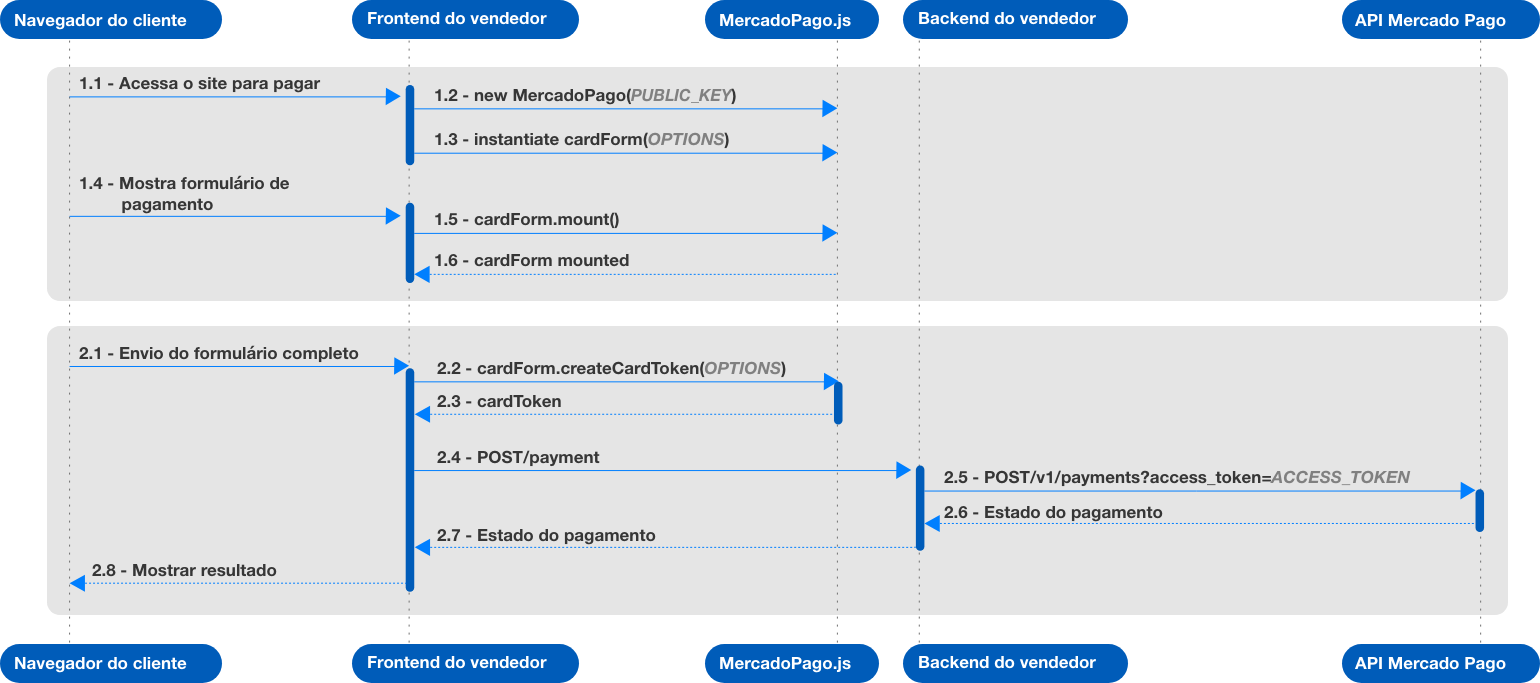 Navegador do cliente
Frontend do vendedor
MercadoPago.js
Backend do vendedor
API Mercado Pago
1.1 - Acessa o site para pagar
1.2 - new MercadoPago(PUBLIC_KEY)
1.3 - instantiate cardForm(OPTIONS)
1.4 - Mostra formulário de
pagamento
1.5 - cardForm.mount()
1.6 - cardForm mounted
2.1 - Envio do formulário completo
2.2 - cardForm.createCardToken(OPTIONS)
2.3 - cardToken
2.4 - POST/payment
2.5 - POST/v1/payments?access_token=ACCESS_TOKEN
2.6 - Estado do pagamento
2.7 - Estado do pagamento
2.8 - Mostrar resultado
Navegador do cliente
Frontend do vendedor
MercadoPago.js
Backend do vendedor
API Mercado Pago